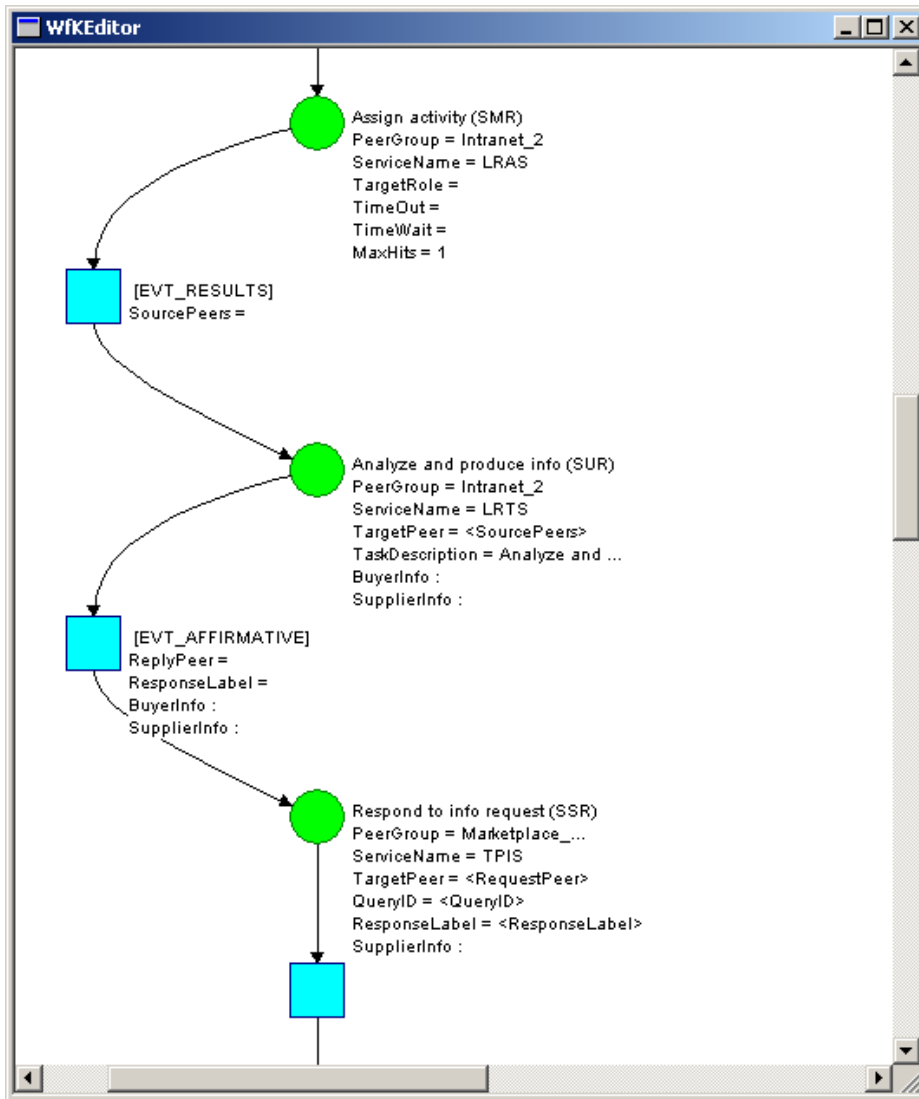 WfKEditor
Assign activity (SMR)
PeerGroup = Intranet_2
ServiceName = LRAS
TargetRole =
TimeOut =
TimeWait =
MaxHits = 1
[EVT_RESULTS]
SourcePeers =
Analyze and produce info (SUR)
PeerGroup = Intranet_2
ServiceName = LRTS
TargetPeer = <SourcePeers>
TaskDescription = Analyze and ...
BuyerInfo :
SupplierInfo :
[EVT_AFFIRMATIVE]
ReplyPeer =
ResponseLabel =
BuyerInfo :
SupplierInfo :
Respond to info request (SSR)
PeerGroup = Marketplace_...
ServiceName = TPIS
TargetPeer = <RequestPeer>
QueryID = <QueryID>
ResponseLabel = <ResponseLabel>
SupplierInfo :